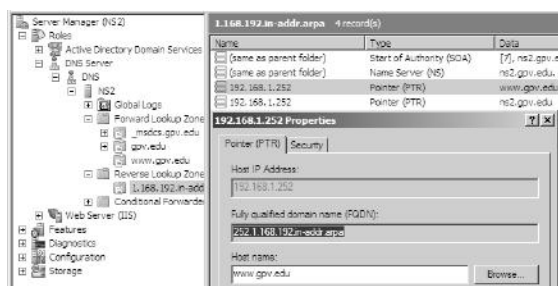 Server Manager (NS2)
Roles
Active Directory Domain Services
DNS Server
DNS
NS2
Global Logs
Forward Lookup Zone
_msdcs.gpv.edu
gpv.edu
www.gpv.edu
Reverse Lookup Zone
1.168.192.in-add
Conditional Forwarde
Web Server (IIS)
Features
Diagnostics
Configuration
Storage
1.168.192.in-addr.arpa 4 record(s)
Name Type Data
(same as parent folder) Start of Authority (SOA) [7], ns2.gpv.e
(same as parent folder) Name Server (NS) ns2.gpv.edu.
192.168.1.252 Pointer (PTR) www.gpv.e
192.168.1.252 Pointer (PTR) ns2.gpv.edu.
192.168.1.252 Properties
Pointer (PTR) Security
Host IP Address:
192.168.1.252
Fully qualified domain name (FQDN):
252.1.168.192.in-addr.arpa
Host name:
www.gpv.edu Browse...